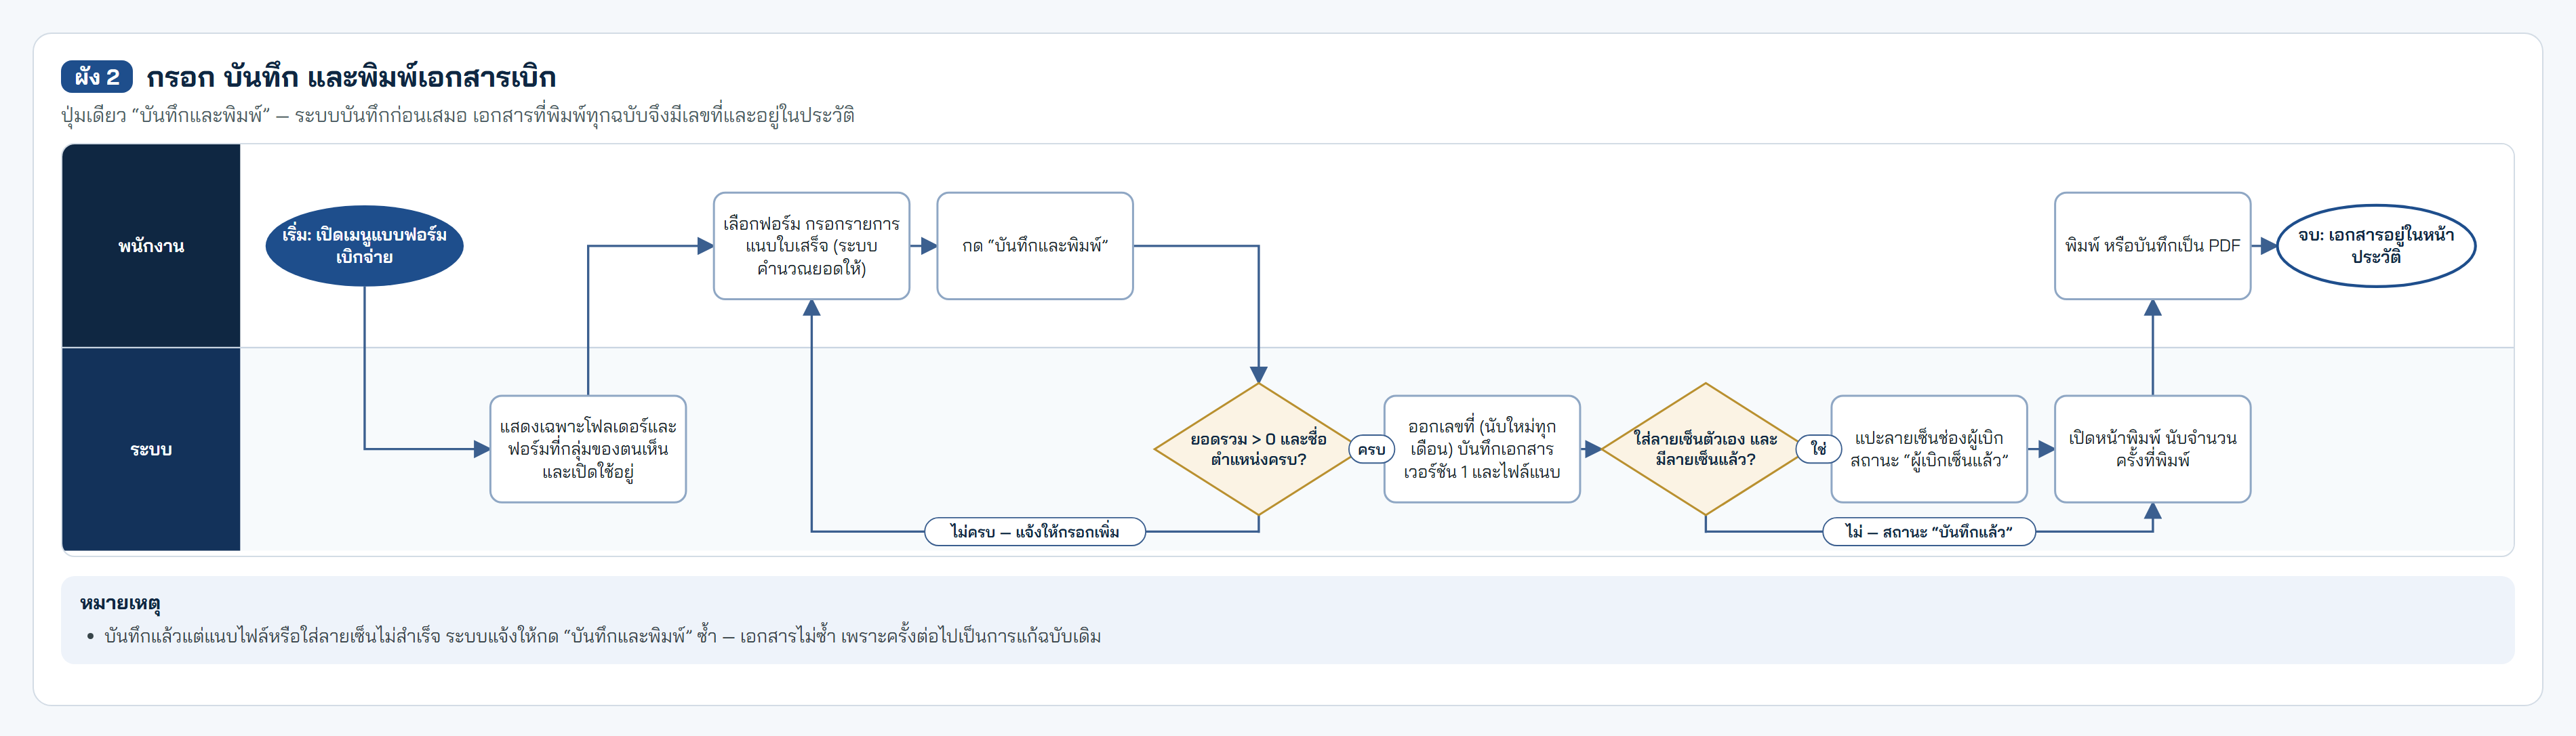 ผัง 2 กรอก บันทึก และพิมพ์เอกสารเบิก
ปุ่มเดียว “บันทึกและพิมพ์” — ระบบบันทึกก่อนเสมอ เอกสารที่พิมพ์ทุกฉบับจึงมีเลขที่และอยู่ในประวัติ
พนักงาน
เริ่ม: เปิดเมนูแบบฟอร์ม
เบิกจ่าย
เลือกฟอร์ม กรอกรายการ
แนบใบเสร็จ (ระบบ
คำนวณยอดให้)
กด “บันทึกและพิมพ์”
พิมพ์ หรือบันทึกเป็น PDF
จบ: เอกสารอยู่ในหน้า
ประวัติ
ระบบ
แสดงเฉพาะโฟลเดอร์และ
ฟอร์มที่กลุ่มของตนเห็น
และเปิดใช้อยู่
ยอดรวม > 0 และชื่อ
ตำแหน่งครบ?
ครบ
ออกเลขที่ (นับใหม่ทุก
เดือน) บันทึกเอกสาร
เวอร์ชัน 1 และไฟล์แนบ
ใส่ลายเซ็นตัวเอง และ
มีลายเซ็นแล้ว?
ใช่
แปะลายเซ็นช่องผู้เบิก
สถานะ “ผู้เบิกเซ็นแล้ว”
เปิดหน้าพิมพ์ นับจำนวน
ครั้งที่พิมพ์
ไม่ครบ — แจ้งให้กรอกเพิ่ม
ไม่ — สถานะ “บันทึกแล้ว”
หมายเหตุ
• บันทึกแล้วแต่แนบไฟล์หรือใส่ลายเซ็นไม่สำเร็จ ระบบแจ้งให้กด “บันทึกและพิมพ์” ซ้ำ — เอกสารไม่ซ้ำ เพราะครั้งต่อไปเป็นการแก้ฉบับเดิม